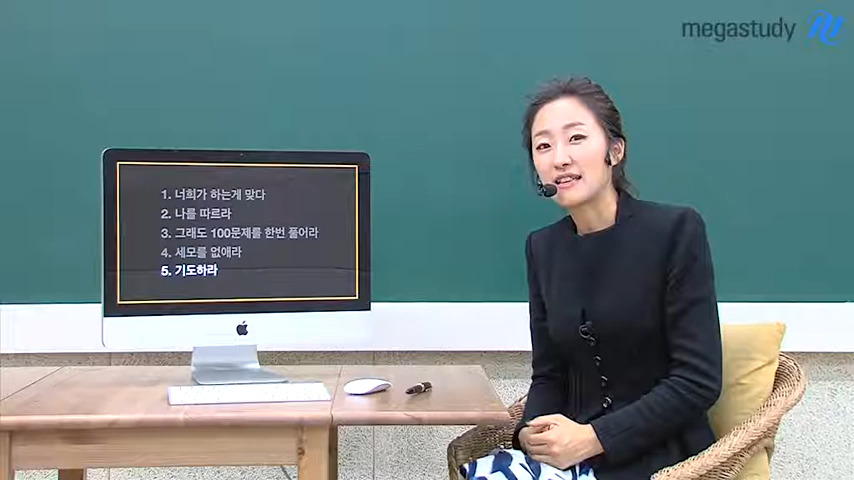 megastudy
1. 너희가 하는게 맞다
2. 나를 따르라
3. 그래도 100문제를 한번 풀어라
4. 세모를 없애라
5. 기도하라